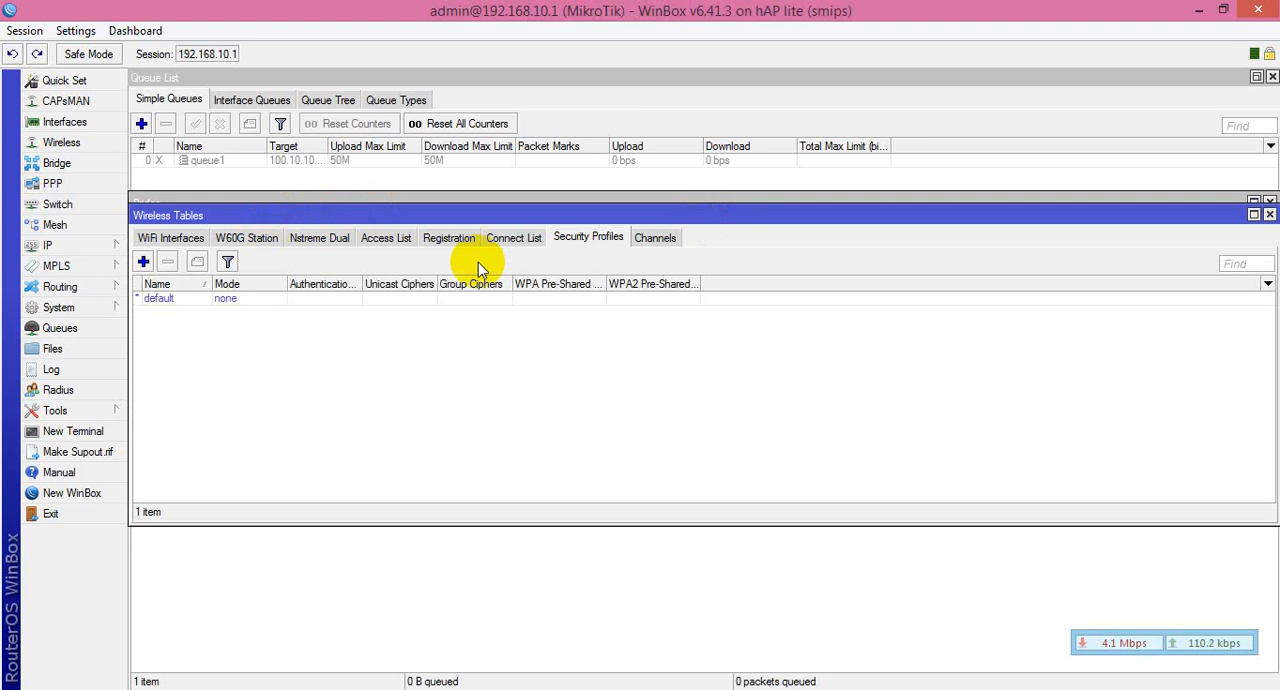 admin@192.168.10.1 (MikroTik) - WinBox v6.41.3 on hAP lite (smips)
Session Settings Dashboard
Safe Mode Session: 192.168.10.1
Quick Set
CAPsMAN
Interfaces
Wireless
Bridge
PPP
Switch
Mesh
IP
MPLS
Routing
System
Queues
Files
Log
Radius
Tools
New Terminal
Make Supout.rif
Manual
New WinBox
Exit
RouterOS WinBox
Queue List
Simple Queues Interface Queues Queue Tree Queue Types
00 Reset Counters 00 Reset All Counters Find
# Name Target Upload Max Limit Download Max Limit Packet Marks Upload Download Total Max Limit (bi...
0 X queue1 100.10.10.... 50M 50M 0 bps 0 bps
Wireless Tables
WiFi Interfaces W60G Station Nstreme Dual Access List Registration Connect List Security Profiles Channels
Find
Name Mode Authenticatio... Unicast Ciphers Group Ciphers WPA Pre-Shared ... WPA2 Pre-Shared...
* default none
1 item
4.1 Mbps 110.2 kbps
1 item 0 B queued 0 packets queued